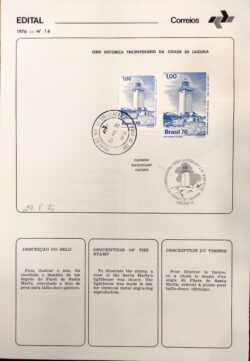 EDITAL
Correios
1976 — Nº 14
SÉRIE HISTÓRICA TRICENTENÁRIO DA CIDADE DE LAGUNA
1,00
1,00
Brasil 76
Brasil 76
CARIMBO
HANDSTAMP
CACHET
DESCRIÇÃO DO SELO
Para ilustrar o selo, foi
escolhido o desenho de um
ângulo do Farol de Santa
Marta, executado a bico de
pena para talho-doce químico.
DESCRIPTION OF THE
STAMP
To illustrate the stamp, a
view of the Santa Marta's
lighthouse was chosen. The
lighthouse was made in ink
for chemical metal engraving
reproduction.
DESCRIPTION DU TIMBRE
Pour illustrer le timbre,
on a choisi le dessin d'un
angle du Phare de Santa
Marta, exécuté à plume pour
taille-douce chimique.